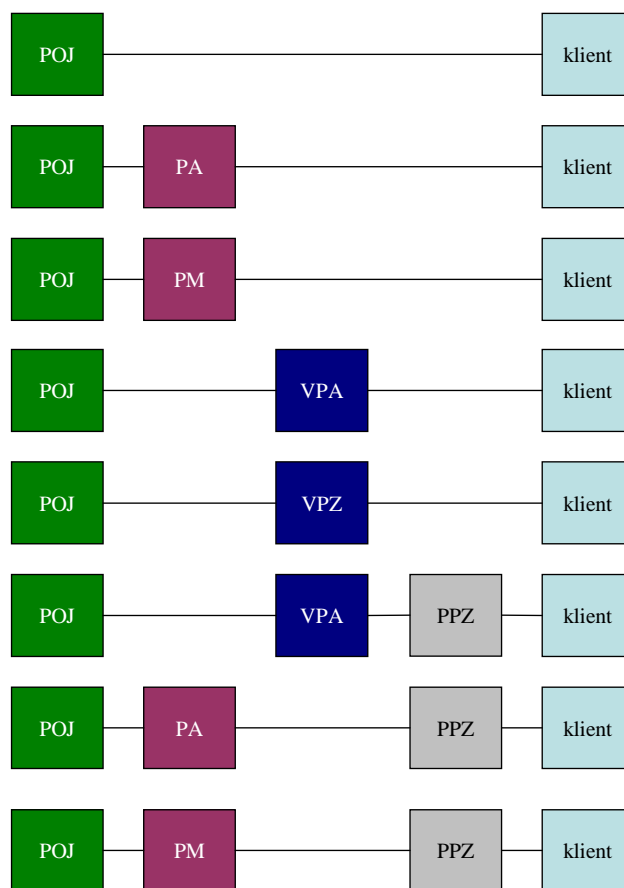 POJ klient
POJ PA klient
POJ PM klient
POJ VPA klient
POJ VPZ klient
POJ VPA PPZ klient
POJ PA PPZ klient
POJ PM PPZ klient